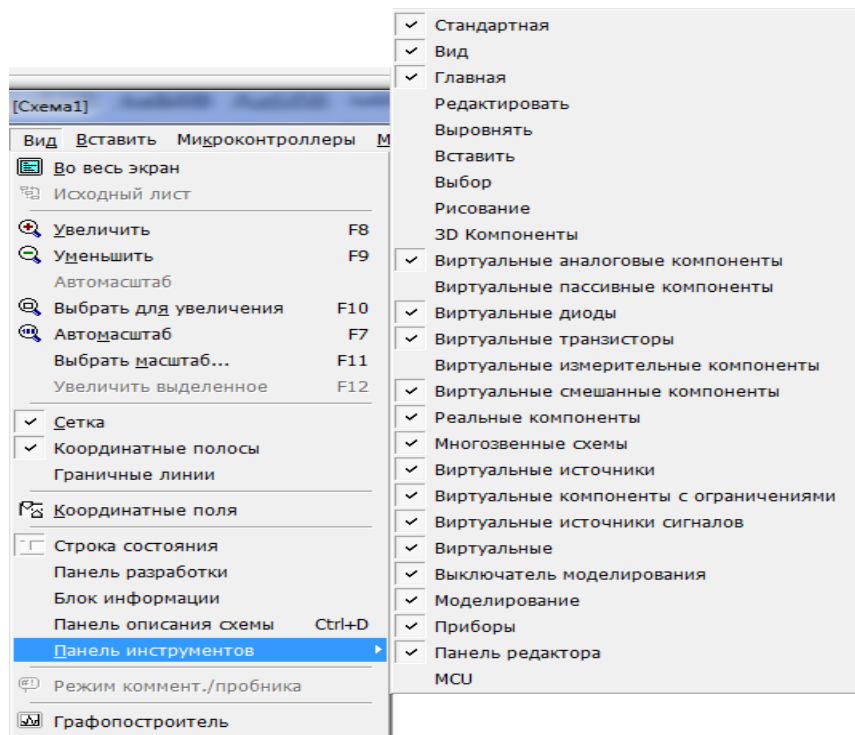 [Схема1]
Вид Вставить Микроконтроллеры М
Во весь экран
Исходный лист
Увеличить F8
Уменьшить F9
Автомасштаб
Выбрать для увеличения F10
Автомасштаб F7
Выбрать масштаб... F11
Увеличить выделенное F12
Сетка
Координатные полосы
Граничные линии
Координатные поля
Строка состояния
Панель разработки
Блок информации
Панель описания схемы Ctrl+D
Панель инструментов
Режим коммент./пробника
Графопостроитель
Стандартная
Вид
Главная
Редактировать
Выровнять
Вставить
Выбор
Рисование
3D Компоненты
Виртуальные аналоговые компоненты
Виртуальные пассивные компоненты
Виртуальные диоды
Виртуальные транзисторы
Виртуальные измерительные компоненты
Виртуальные смешанные компоненты
Реальные компоненты
Многозвенные схемы
Виртуальные источники
Виртуальные компоненты с ограничениями
Виртуальные источники сигналов
Виртуальные
Выключатель моделирования
Моделирование
Приборы
Панель редактора
MCU